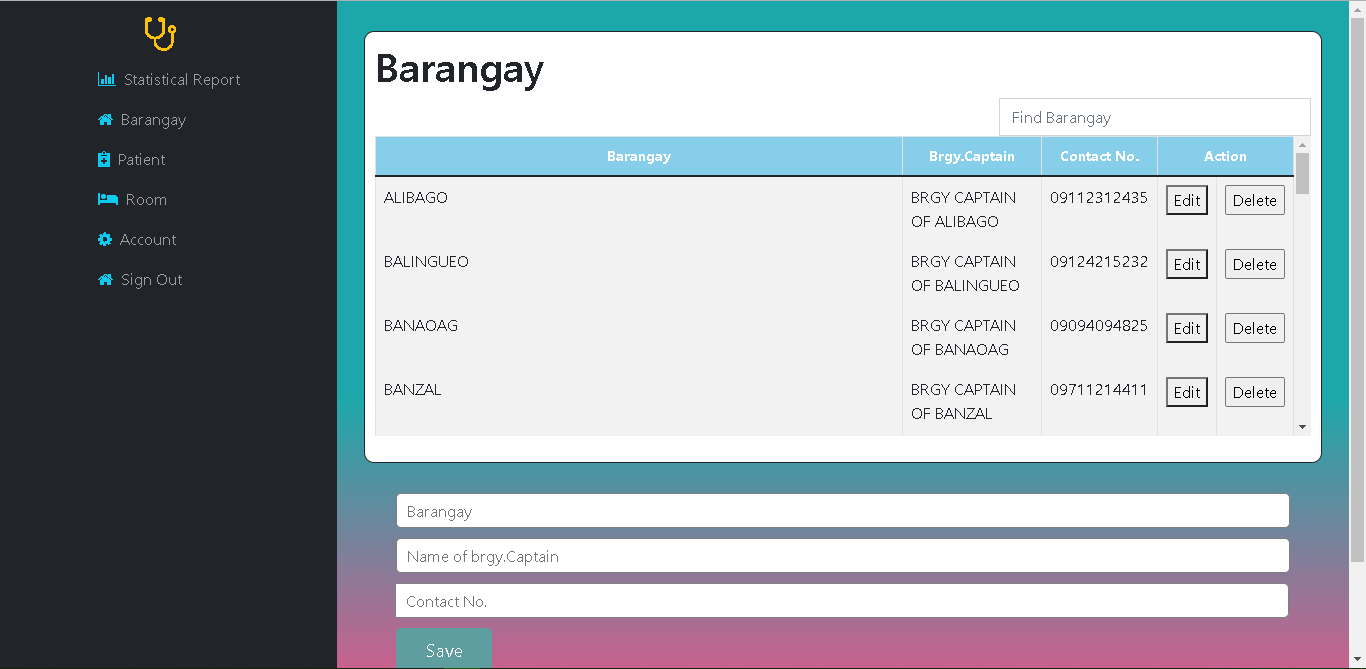 Statistical Report
Barangay
Patient
Room
Account
Sign Out
Barangay
Find Barangay
Barangay Brgy.Captain Contact No. Action
ALIBAGO BRGY CAPTAIN 09112312435 Edit Delete
OF ALIBAGO
BALINGUEO BRGY CAPTAIN 09124215232 Edit Delete
OF BALINGUEO
BANAOAG BRGY CAPTAIN 09094094825 Edit Delete
OF BANAOAG
BANZAL BRGY CAPTAIN 09711214411 Edit Delete
OF BANZAL
Barangay
Name of brgy.Captain
Contact No.
Save